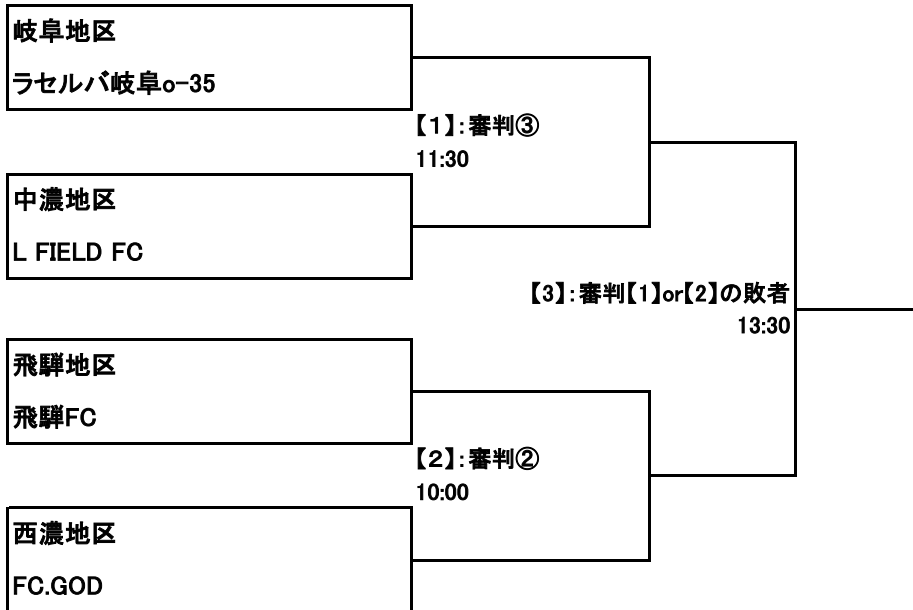 岐阜地区
ラセルバ岐阜o-35
【１】：審判③
11:30
中濃地区
L FIELD FC
【3】：審判【1】or【2】の敗者
13:30
飛騨地区
飛騨FC
【２】：審判②
10:00
西濃地区
FC.GOD